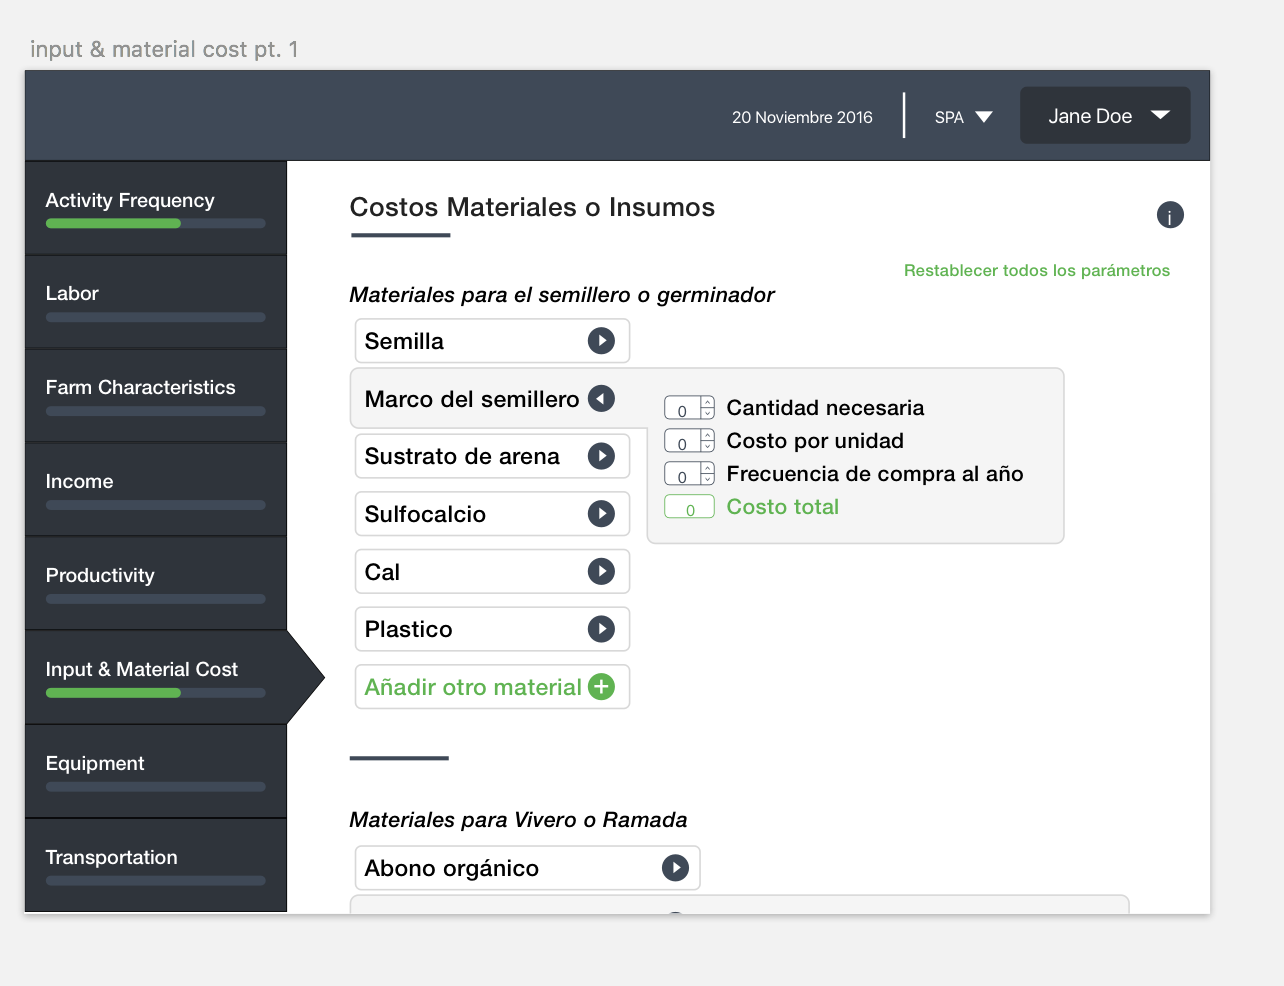 input & material cost pt. 1
20 Noviembre 2016
SPA
Jane Doe
Activity Frequency
Labor
Farm Characteristics
Income
Productivity
Input & Material Cost
Equipment
Transportation
Costos Materiales o Insumos
i
Restablecer todos los parámetros
Materiales para el semillero o germinador
Semilla
Marco del semillero
0 Cantidad necesaria
0 Costo por unidad
0 Frecuencia de compra al año
0 Costo total
Sustrato de arena
Sulfocalcio
Cal
Plastico
Añadir otro material +
Materiales para Vivero o Ramada
Abono orgánico